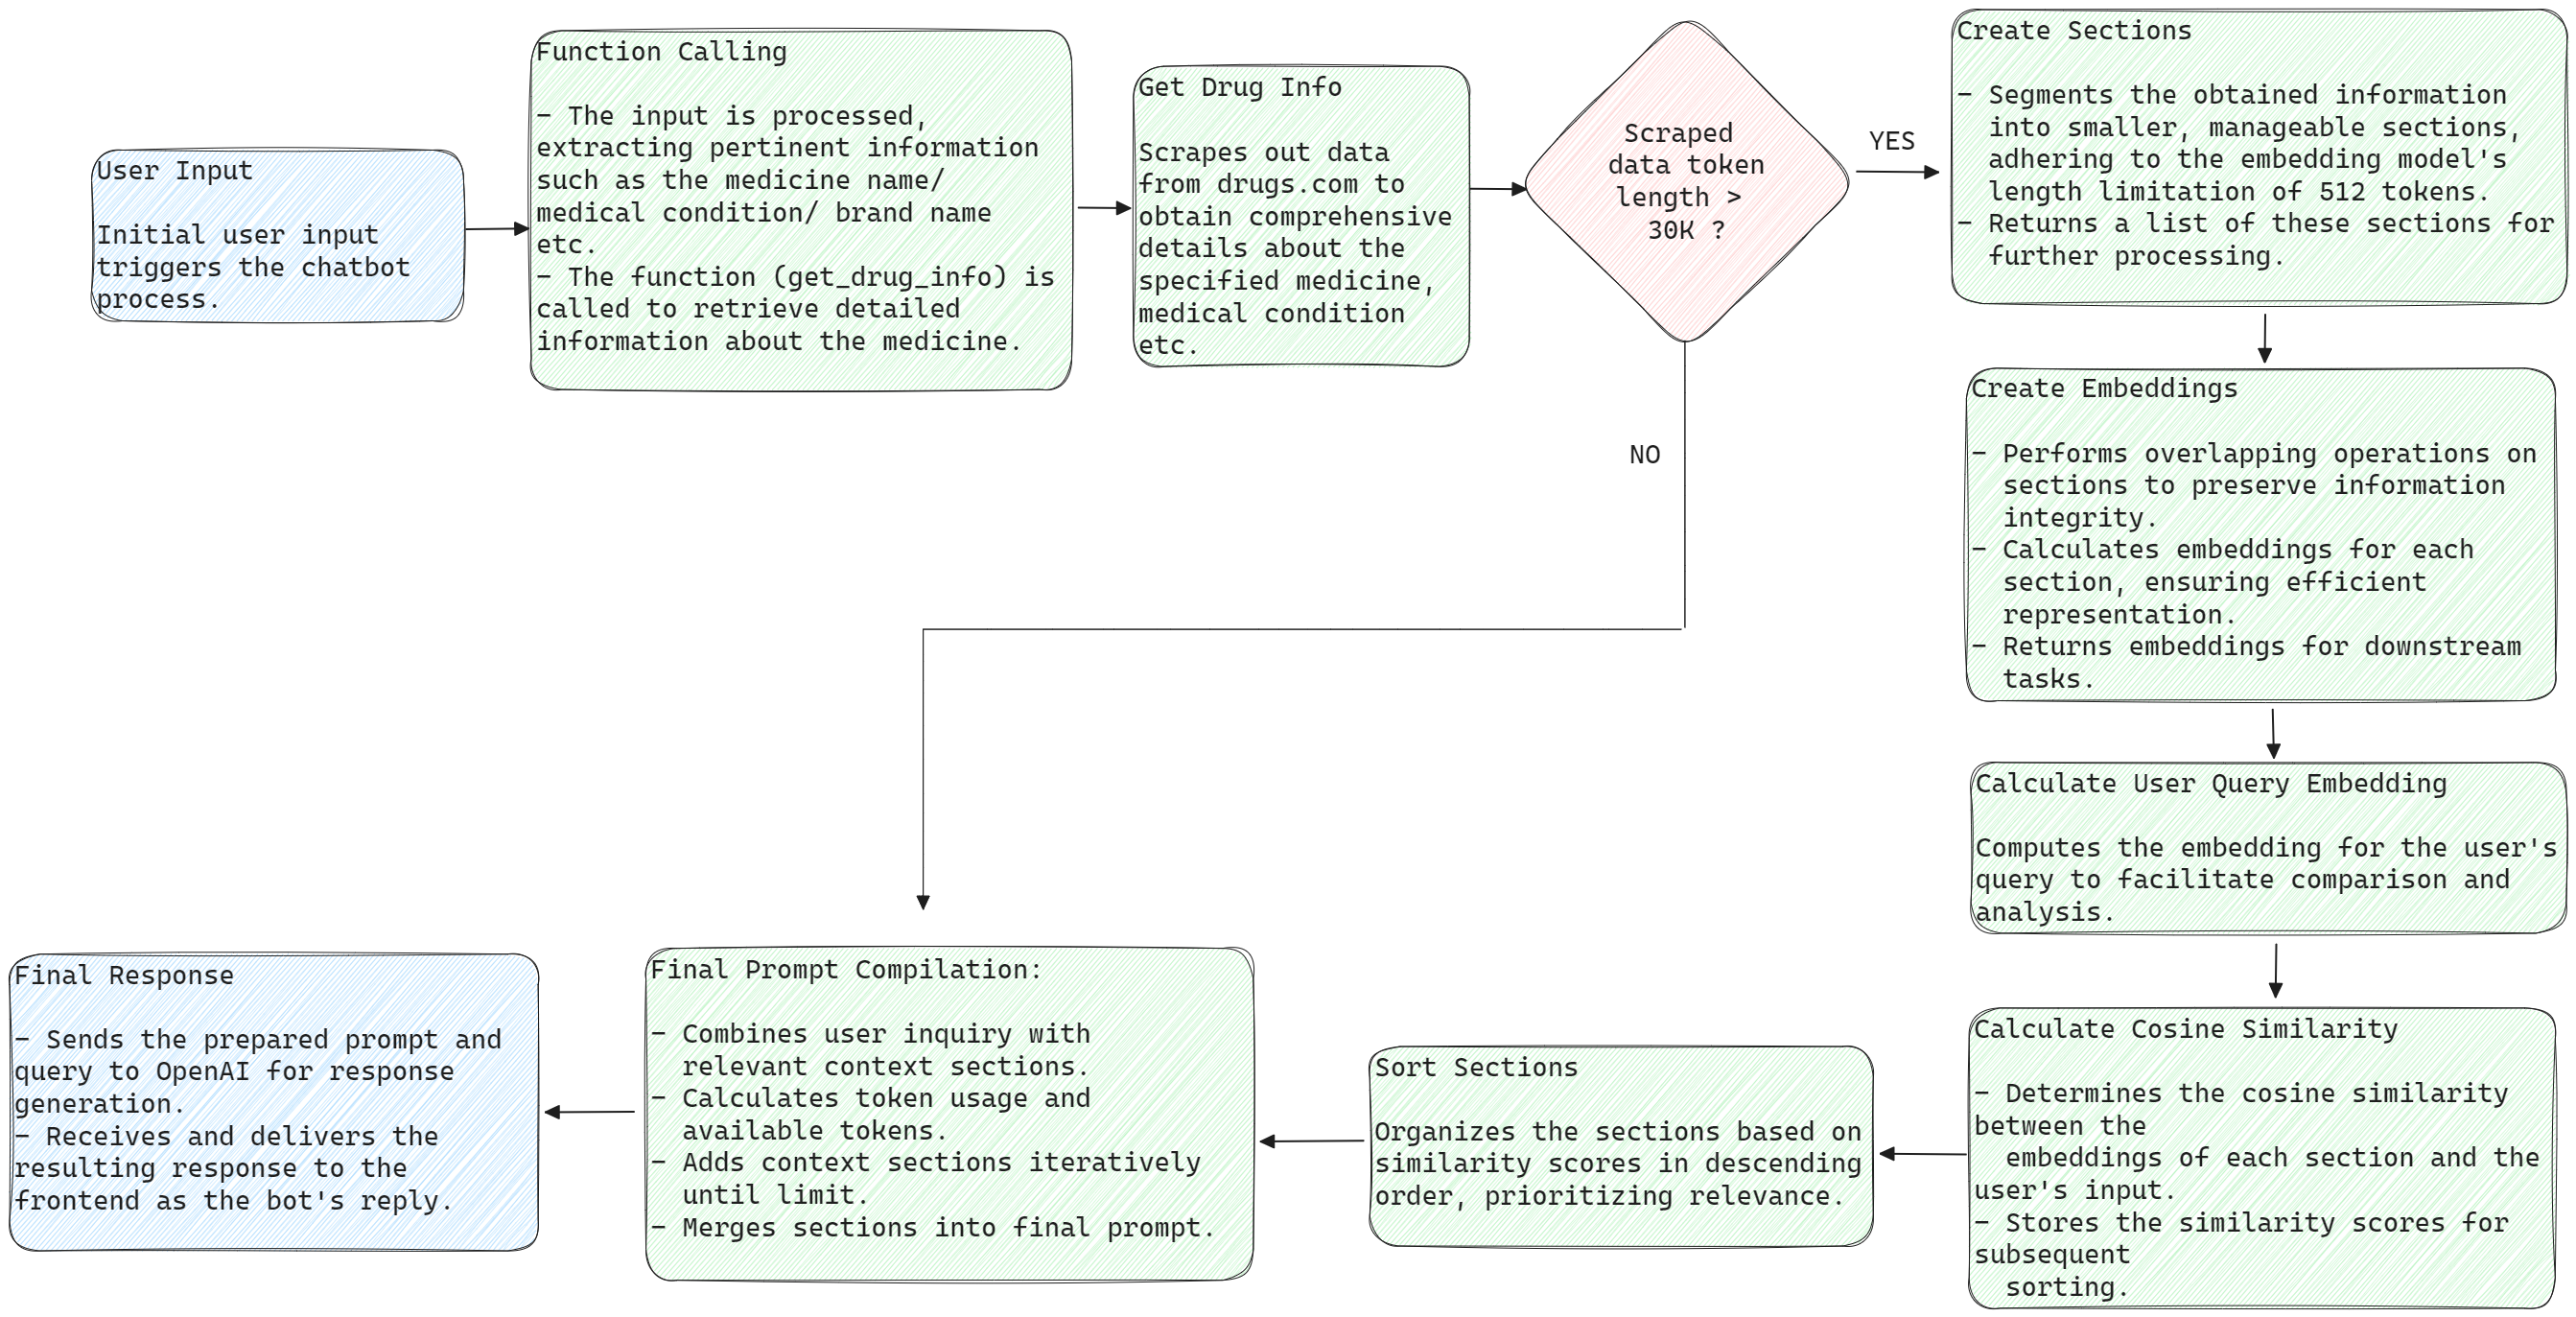 User Input
Initial user input
triggers the chatbot
process.
Function Calling
– The input is processed,
extracting pertinent information
such as the medicine name/
medical condition/ brand name
etc.
– The function (get_drug_info) is
called to retrieve detailed
information about the medicine.
Get Drug Info
Scrapes out data
from drugs.com to
obtain comprehensive
details about the
specified medicine,
medical condition
etc.
Scraped
data token
length >
30K ?
YES
NO
Create Sections
– Segments the obtained information
into smaller, manageable sections,
adhering to the embedding model's
length limitation of 512 tokens.
– Returns a list of these sections for
further processing.
Create Embeddings
– Performs overlapping operations on
sections to preserve information
integrity.
– Calculates embeddings for each
section, ensuring efficient
representation.
– Returns embeddings for downstream
tasks.
Calculate User Query Embedding
Computes the embedding for the user's
query to facilitate comparison and
analysis.
Calculate Cosine Similarity
– Determines the cosine similarity
between the
embeddings of each section and the
user's input.
– Stores the similarity scores for
subsequent
sorting.
Sort Sections
Organizes the sections based on
similarity scores in descending
order, prioritizing relevance.
Final Prompt Compilation:
– Combines user inquiry with
relevant context sections.
– Calculates token usage and
available tokens.
– Adds context sections iteratively
until limit.
– Merges sections into final prompt.
Final Response
– Sends the prepared prompt and
query to OpenAI for response
generation.
– Receives and delivers the
resulting response to the
frontend as the bot's reply.